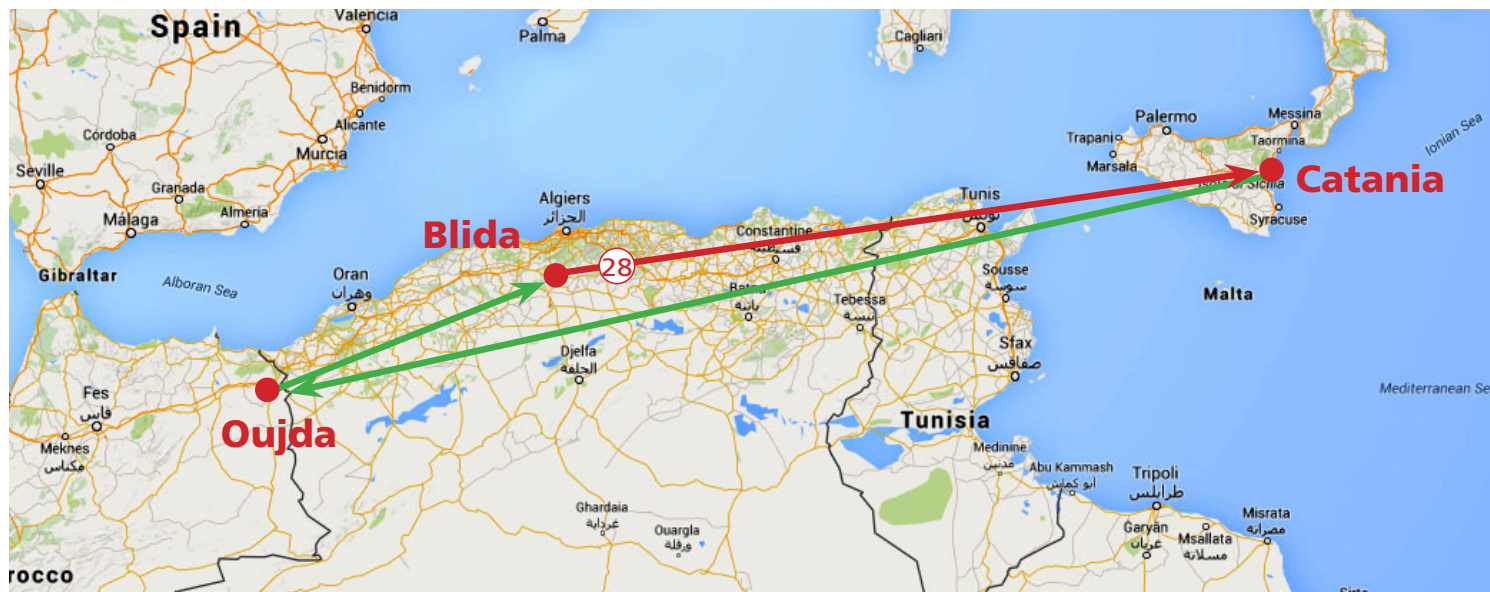 Spain
Valencia
Palma
Cagliari
Benidorm
Alicante
Murcia
Córdoba
Seville
Granada
Málaga
Almeria
Gibraltar
Alboran Sea
Palermo
Messina
Trapani
Taormina
Marsala
Ionian Sea
Catania
Syracuse
Algiers
الجزائر
Blida
28
Constantine
قسنطينة
Tunis
تونس
Oran
وهران
Batna
باتنة
Tebessa
تبسة
Sousse
سوسة
Malta
Djelfa
الجلفة
Sfax
صفاقس
Fes
فاس
Oujda
Meknes
مكناس
Tunisia
Mediterranean Se
Medinine
مدنين
Abu Kammash
ابو كماش
Tripoli
طرابلس
Ghardaia
غرداية
Ouargla
ورقلة
Garyān
غريان
Msallata
مسلاتة
Misrata
مصراتة
rocco